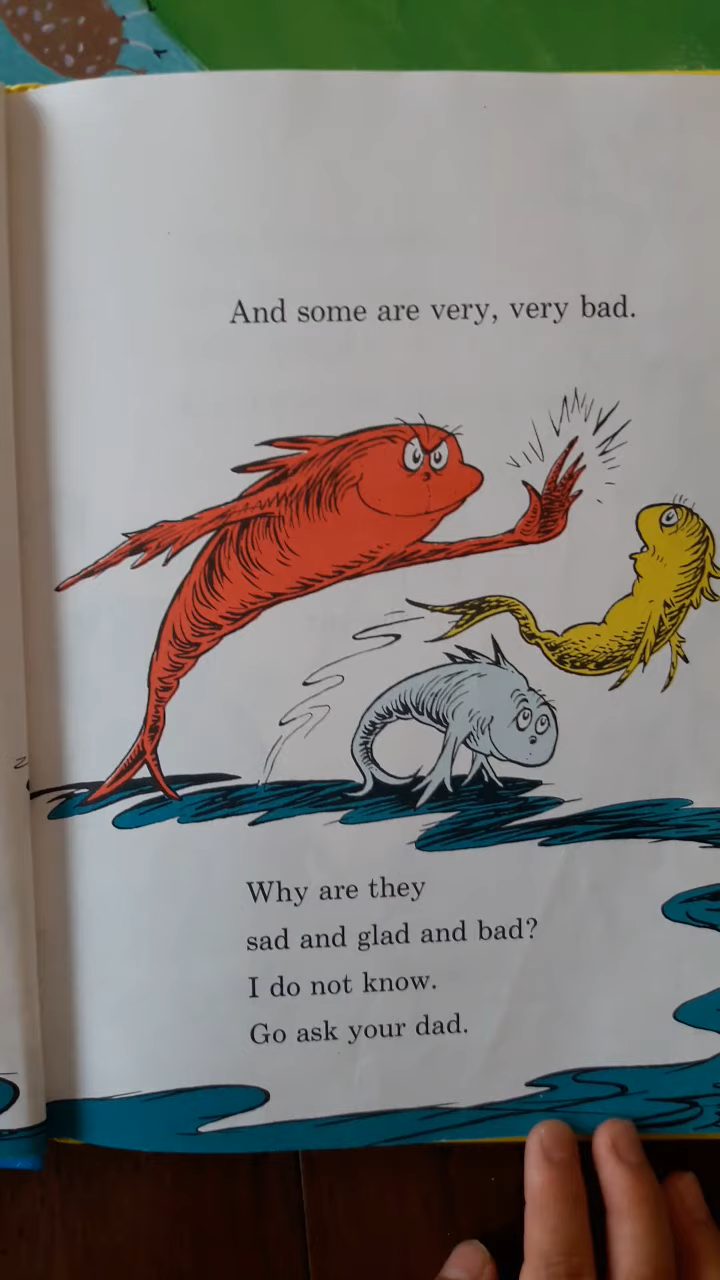 And some are very, very bad.
Why are they
sad and glad and bad?
I do not know.
Go ask your dad.